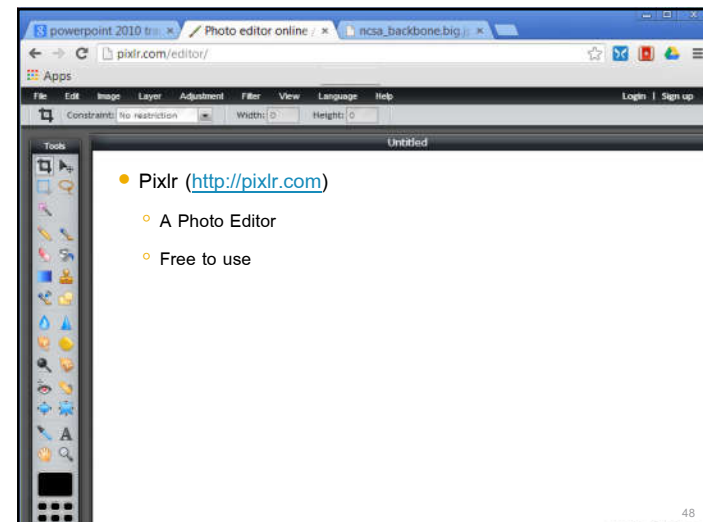 powerpoint 2010 tra
Photo editor online /
ncsa_backbone.big.j
pixlr.com/editor/
Apps
File Edit Image Layer Adjustment Filter View Language Help Login | Sign up
Constraint: No restriction Width: 0 Height: 0
Untitled
Tools
• Pixlr (http://pixlr.com)
◦ A Photo Editor
◦ Free to use
48